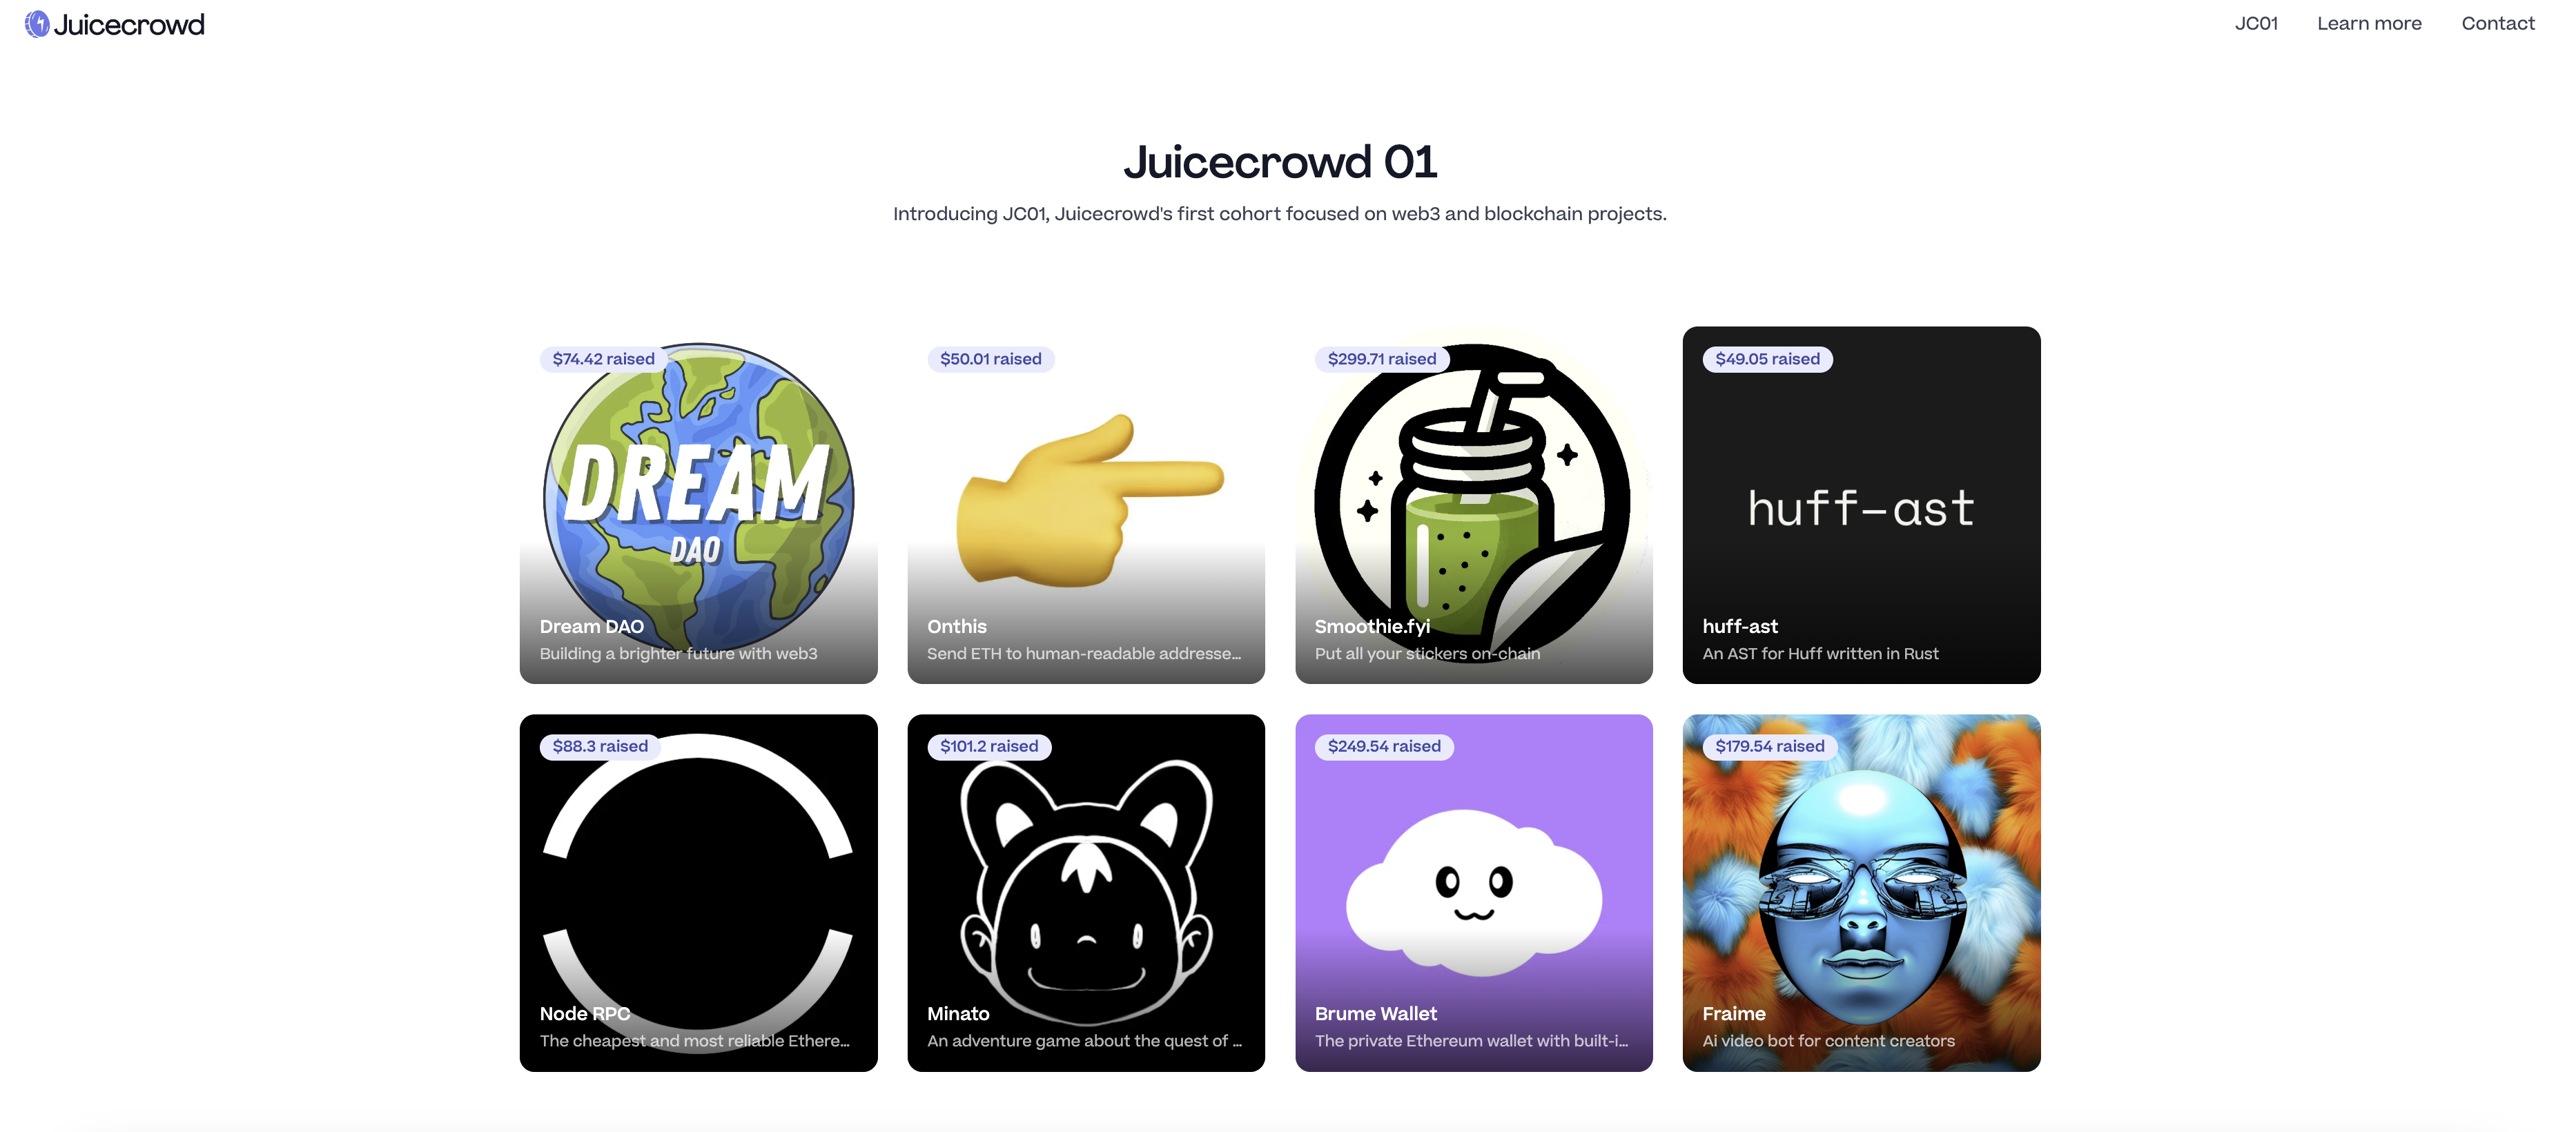 Juicecrowd
JC01
Learn more
Contact
Juicecrowd 01
Introducing JC01, Juicecrowd's first cohort focused on web3 and blockchain projects.
$74.42 raised
DREAM
DAO
Dream DAO
Building a brighter future with web3
$50.01 raised
Onthis
Send ETH to human-readable addresse...
$299.71 raised
Smoothie.fyi
Put all your stickers on-chain
$49.05 raised
huff-ast
huff-ast
An AST for Huff written in Rust
$88.3 raised
Node RPC
The cheapest and most reliable Ethere...
$101.2 raised
Minato
An adventure game about the quest of ...
$249.54 raised
Brume Wallet
The private Ethereum wallet with built-i...
$179.54 raised
Fraime
Ai video bot for content creators